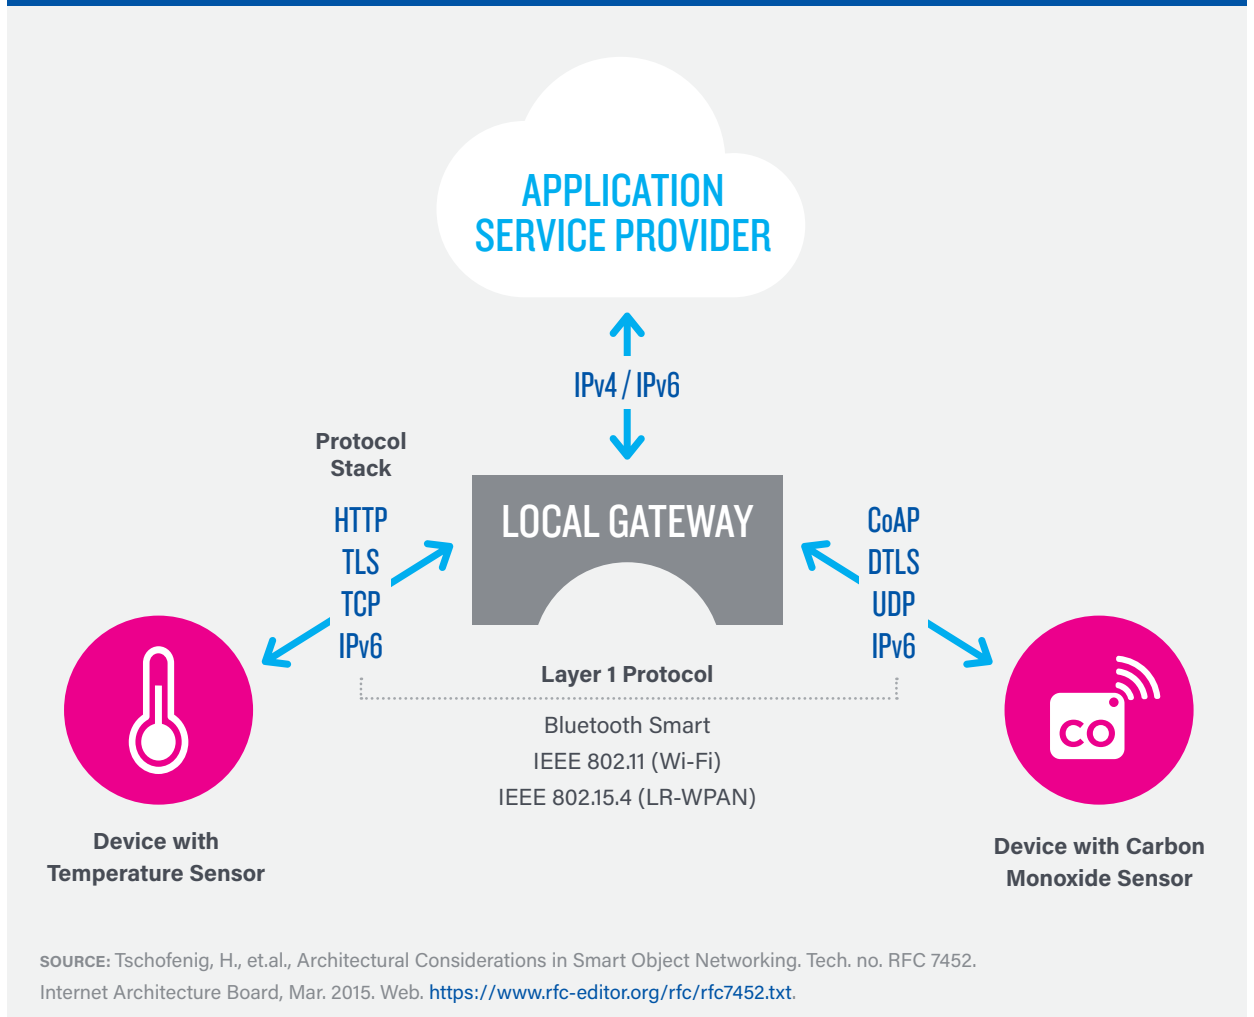 APPLICATION
SERVICE PROVIDER
IPv4 / IPv6
Protocol
Stack
HTTP
TLS
TCP
IPv6
LOCAL GATEWAY
CoAP
DTLS
UDP
IPv6
Layer 1 Protocol
Bluetooth Smart
IEEE 802.11 (Wi-Fi)
IEEE 802.15.4 (LR-WPAN)
CO
Device with
Temperature Sensor
Device with Carbon
Monoxide Sensor
SOURCE: Tschofenig, H., et.al., Architectural Considerations in Smart Object Networking. Tech. no. RFC 7452.
Internet Architecture Board, Mar. 2015. Web. https://www.rfc-editor.org/rfc/rfc7452.txt.